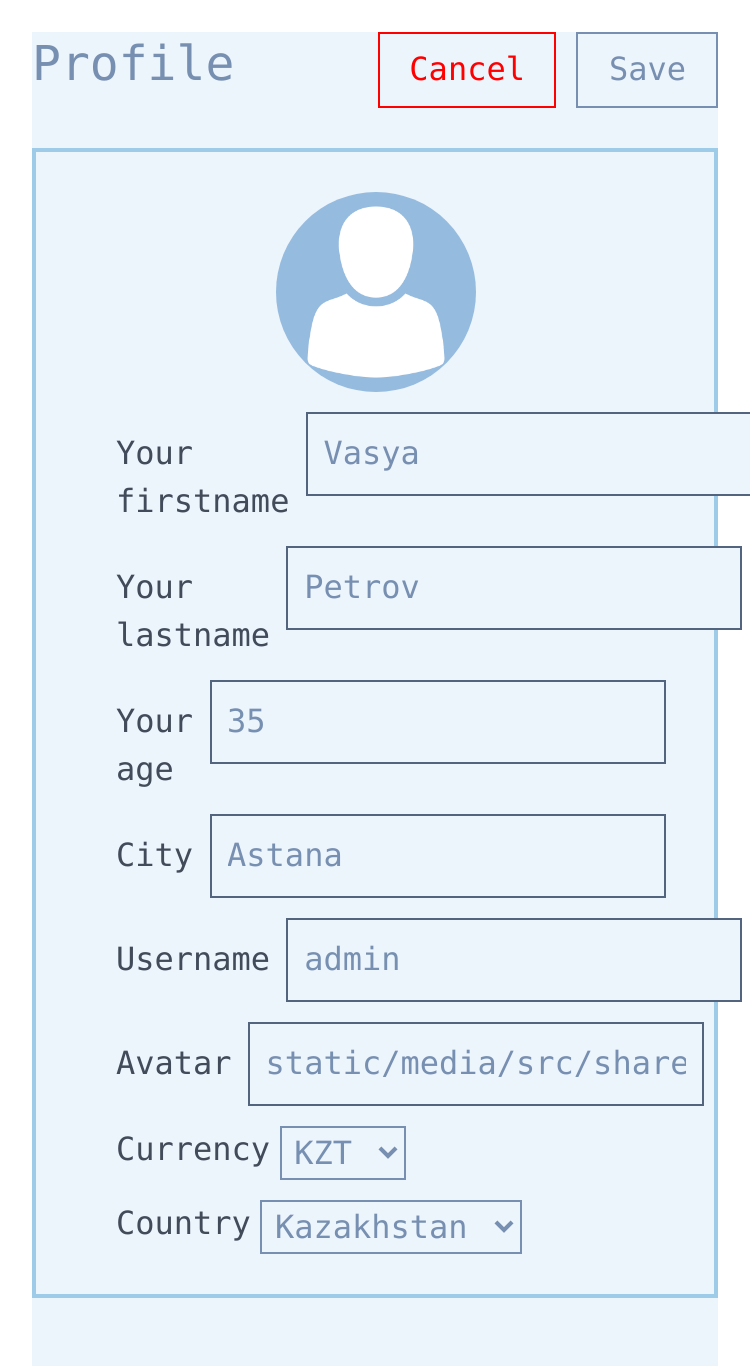 Profile Cancel Save
Your Vasya
firstname
Your Petrov
lastname
Your 35
age
City Astana
Username admin
Avatar static/media/src/share
Currency KZT
Country Kazakhstan